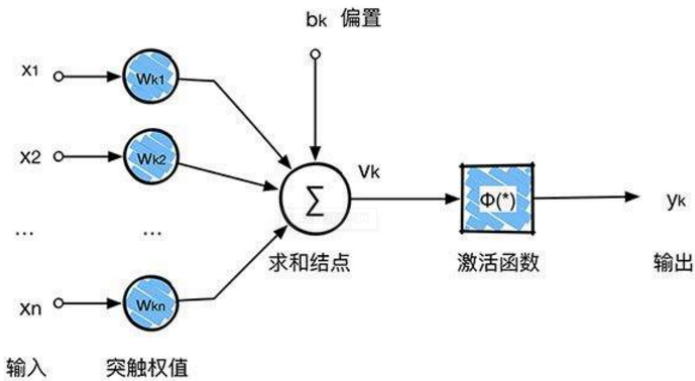 bk 偏置
x1 wk1
x2 wk2
vk
Σ Φ(*) yk
... ...
求和结点 激活函数 输出
xn wkn
输入 突触权值